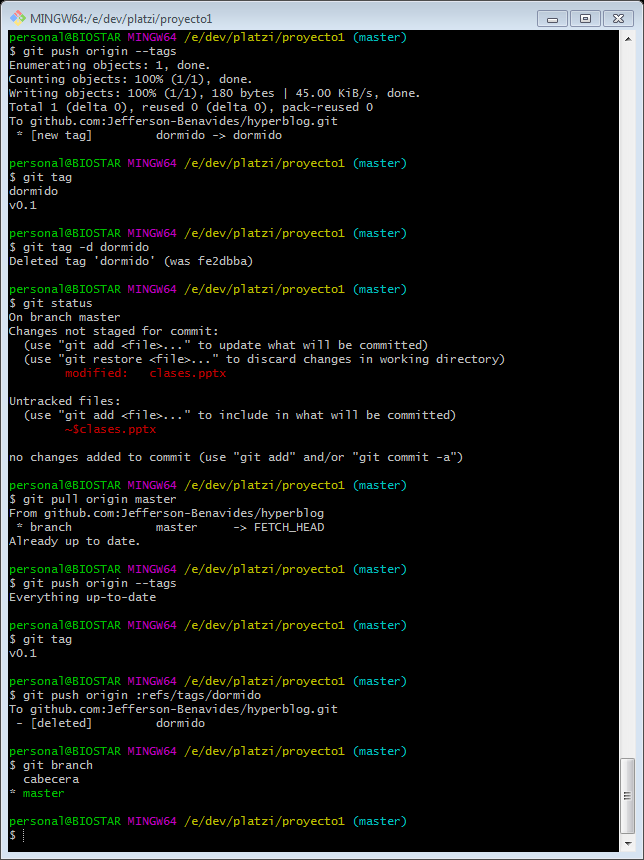 MINGW64:/e/dev/platzi/proyecto1
personal@BIOSTAR MINGW64 /e/dev/platzi/proyecto1 (master)
$ git push origin --tags
Enumerating objects: 1, done.
Counting objects: 100% (1/1), done.
Writing objects: 100% (1/1), 180 bytes | 45.00 KiB/s, done.
Total 1 (delta 0), reused 0 (delta 0), pack-reused 0
To github.com:Jefferson-Benavides/hyperblog.git
 * [new tag]         dormido -> dormido
personal@BIOSTAR MINGW64 /e/dev/platzi/proyecto1 (master)
$ git tag
dormido
v0.1
personal@BIOSTAR MINGW64 /e/dev/platzi/proyecto1 (master)
$ git tag -d dormido
Deleted tag 'dormido' (was fe2dbba)
personal@BIOSTAR MINGW64 /e/dev/platzi/proyecto1 (master)
$ git status
On branch master
Changes not staged for commit:
  (use "git add <file>..." to update what will be committed)
  (use "git restore <file>..." to discard changes in working directory)
        modified:   clases.pptx
Untracked files:
  (use "git add <file>..." to include in what will be committed)
        ~$clases.pptx
no changes added to commit (use "git add" and/or "git commit -a")
personal@BIOSTAR MINGW64 /e/dev/platzi/proyecto1 (master)
$ git pull origin master
From github.com:Jefferson-Benavides/hyperblog
 * branch            master     -> FETCH_HEAD
Already up to date.
personal@BIOSTAR MINGW64 /e/dev/platzi/proyecto1 (master)
$ git push origin --tags
Everything up-to-date
personal@BIOSTAR MINGW64 /e/dev/platzi/proyecto1 (master)
$ git tag
v0.1
personal@BIOSTAR MINGW64 /e/dev/platzi/proyecto1 (master)
$ git push origin :refs/tags/dormido
To github.com:Jefferson-Benavides/hyperblog.git
 - [deleted]         dormido
personal@BIOSTAR MINGW64 /e/dev/platzi/proyecto1 (master)
$ git branch
  cabecera
* master
personal@BIOSTAR MINGW64 /e/dev/platzi/proyecto1 (master)
$